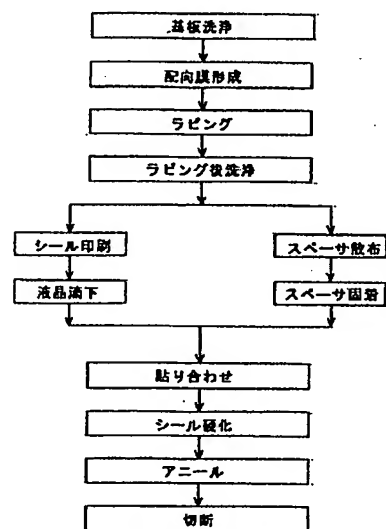 基板洗浄
配向膜形成
ラビング
ラビング後洗浄
シール印刷
スペーサ散布
液晶滴下
スペーサ固着
貼り合わせ
シール硬化
アニール
切断